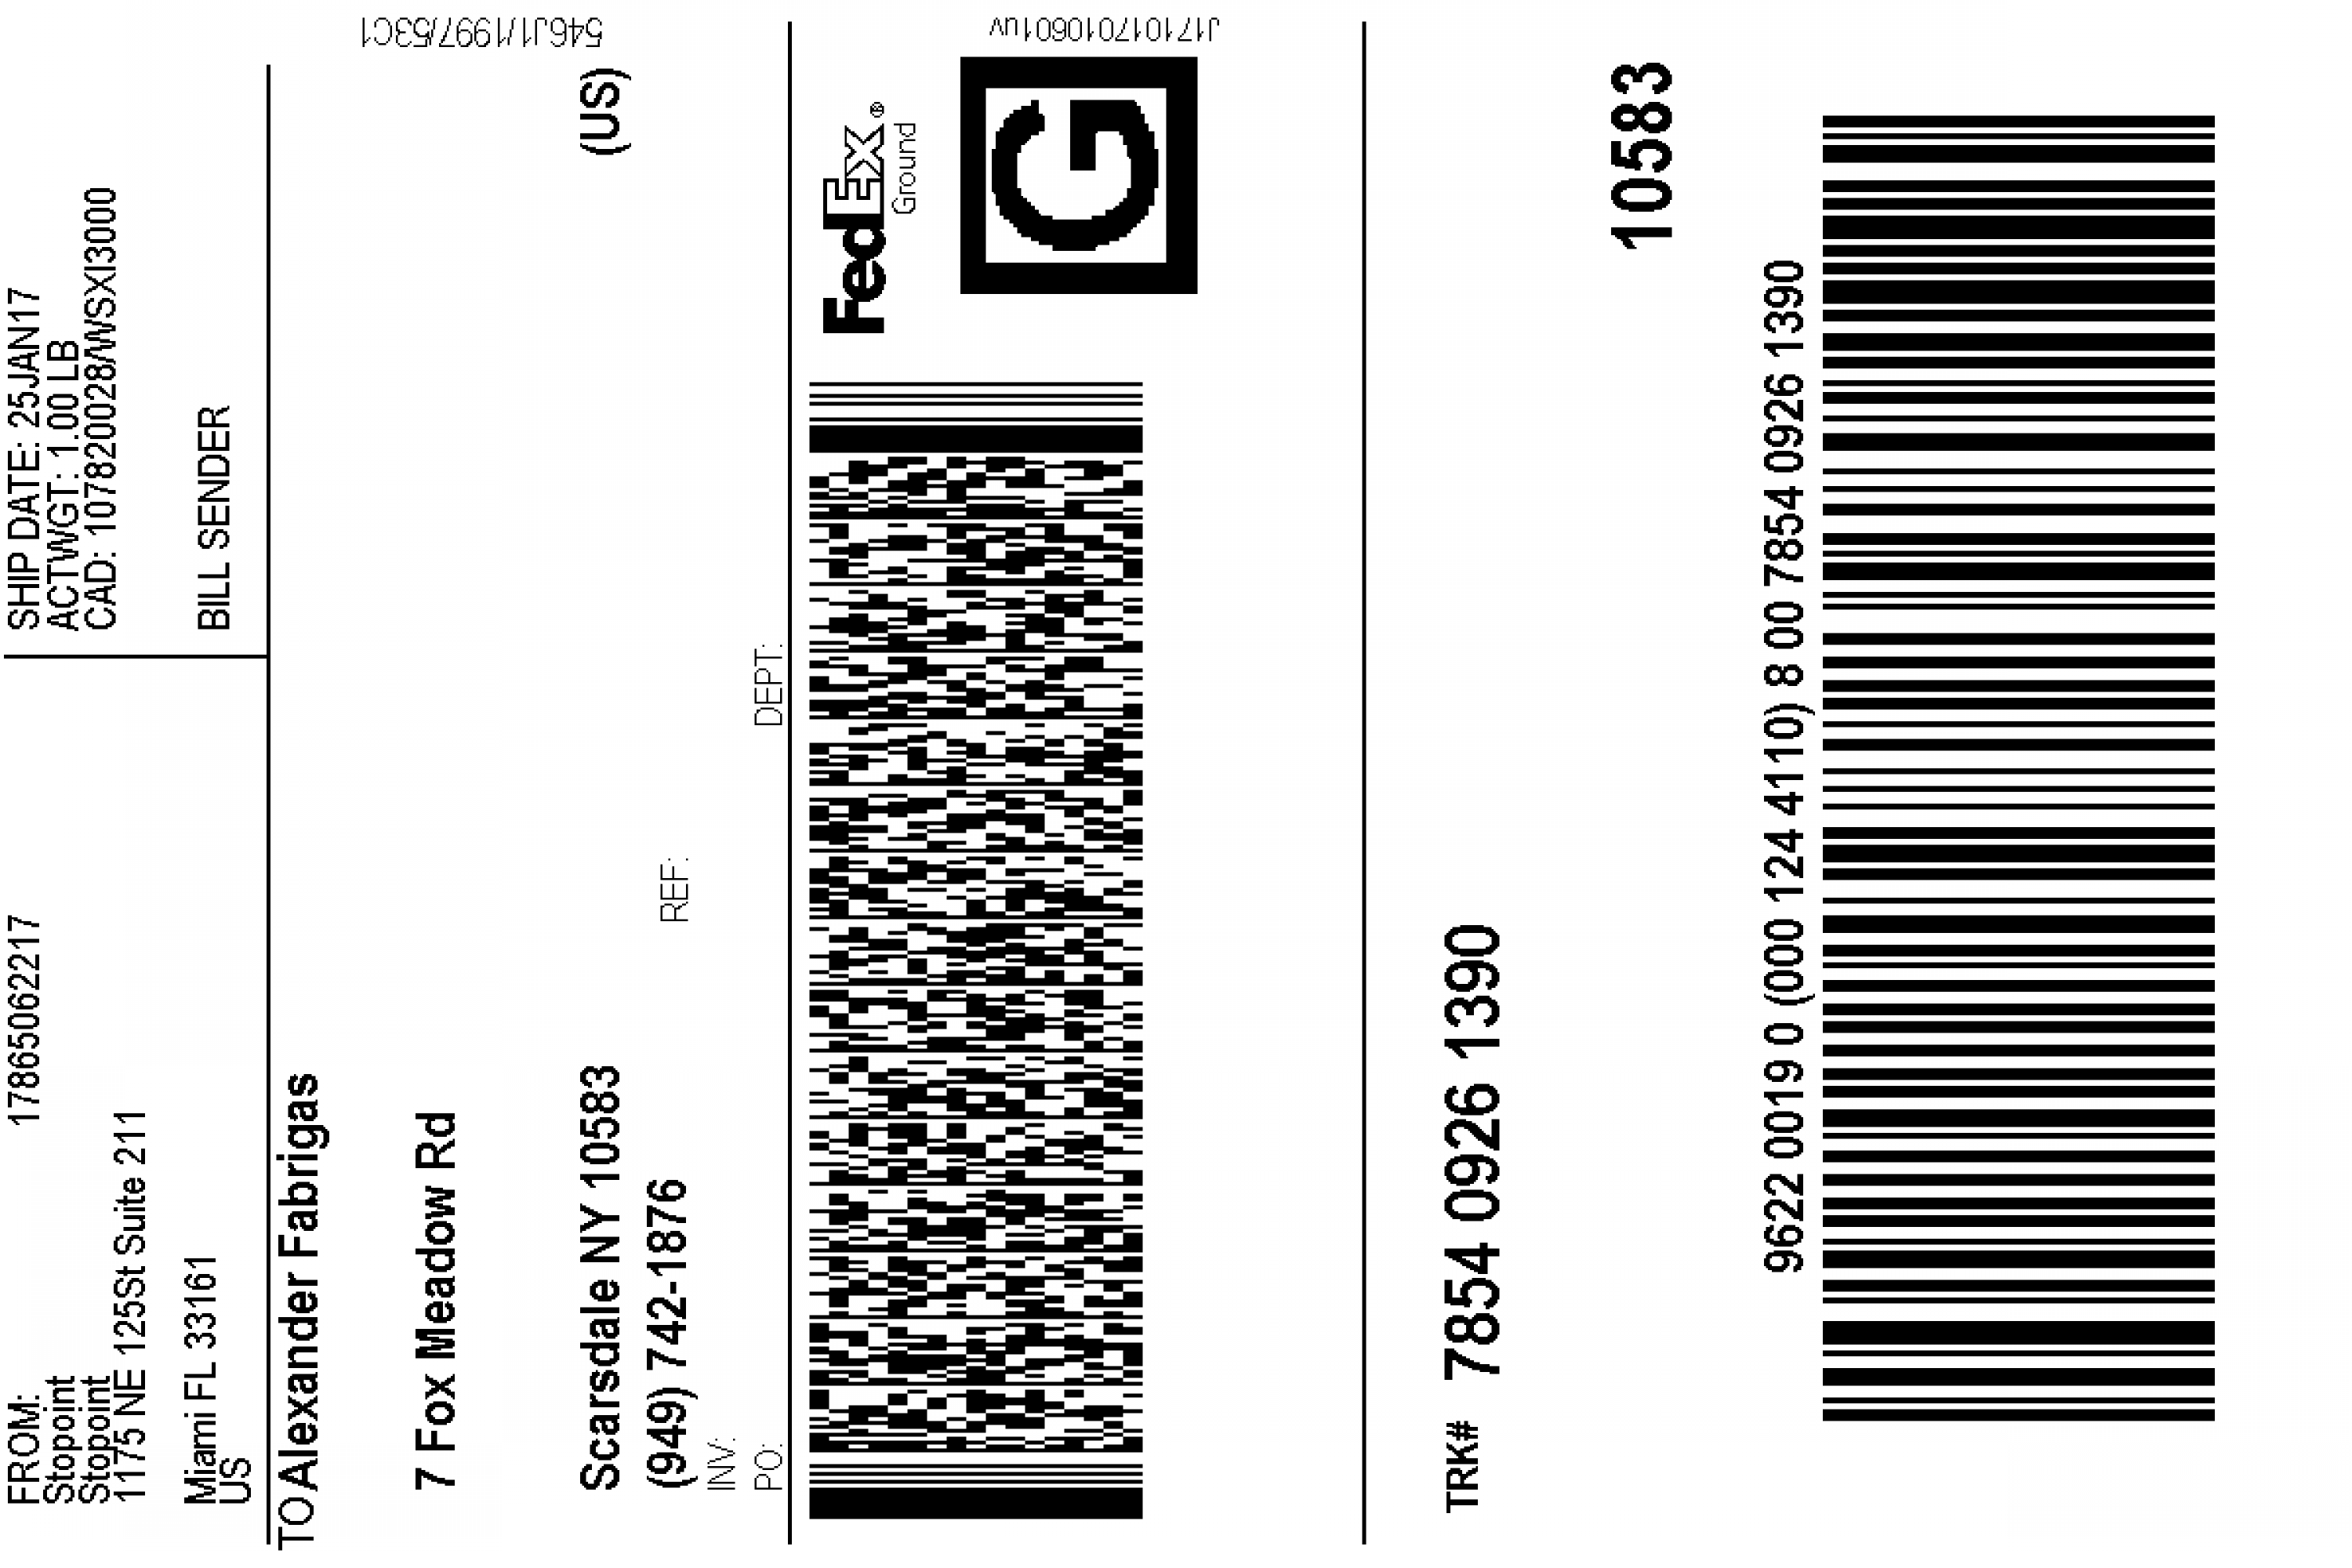 FROM: 17865062217
Stopoint
Stopoint
1175 NE 125St Suite 211
Miami FL 33161
US
SHIP DATE: 25JAN17
ACTWGT: 1.00 LB
CAD: 107820028/WSXI3000
BILL SENDER
TO Alexander Fabrigas
7 Fox Meadow Rd
Scarsdale NY 10583 (US)
(949) 742-1876
REF:
INV:
PO: DEPT:
546J1/1997/53C1
FedEx®
Ground
G
J171017010601uv
TRK# 7854 0926 1390
10583
9622 0019 0 (000 124 4110) 8 00 7854 0926 1390